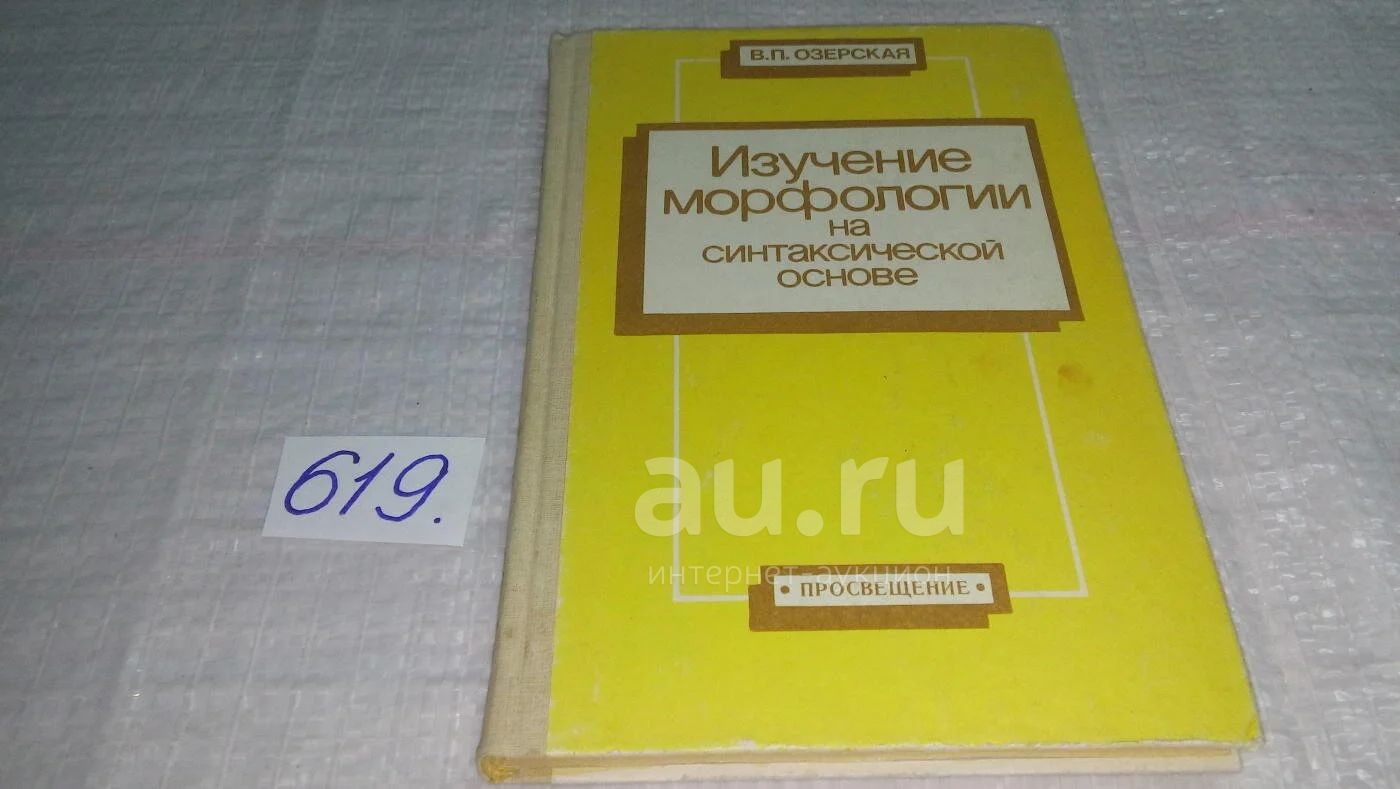 В.П. ОЗЕРСКАЯ
Изучение
морфологии
на
синтаксической
основе
619.
au.ru
интернет-аукцион
• ПРОСВЕЩЕНИЕ •